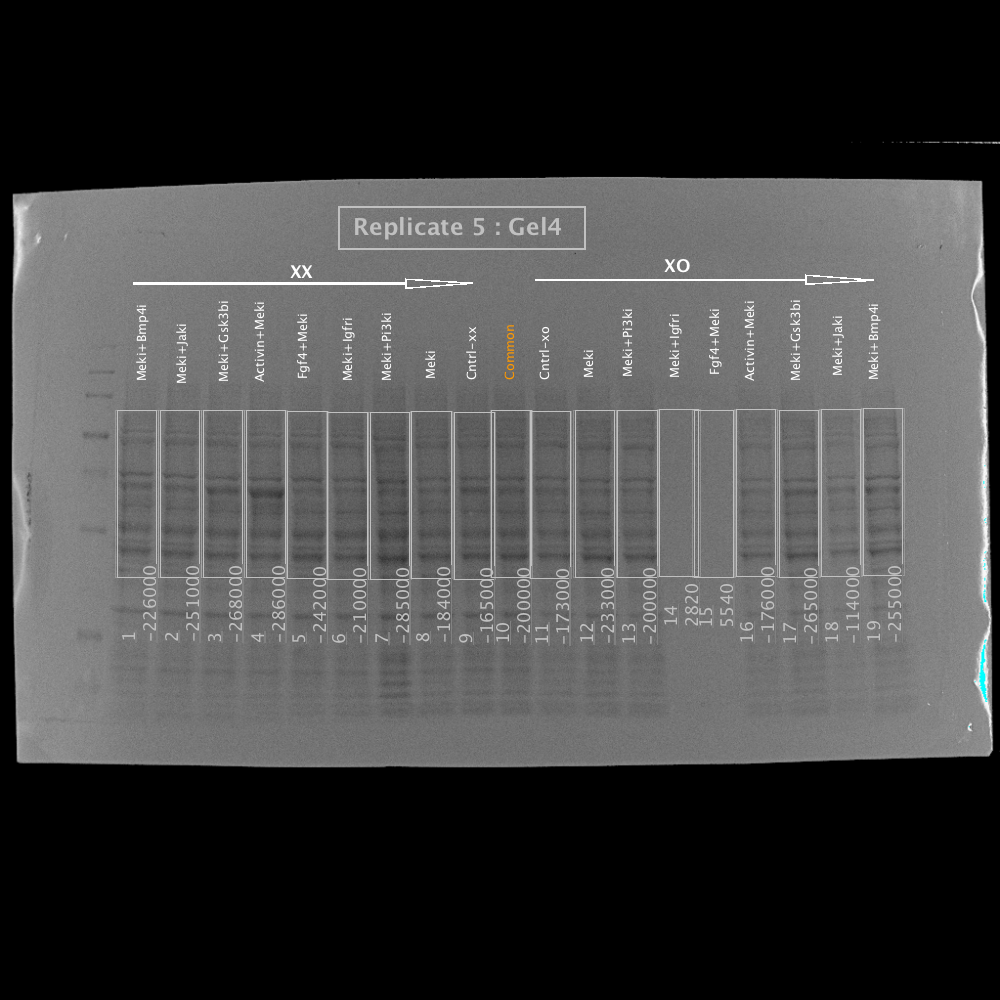 Replicate 5 : Gel4
XX
XO
Meki+Bmp4i
Meki+Jaki
Meki+Gsk3bi
Activin+Meki
Fgf4+Meki
Meki+Igfri
Meki+Pi3ki
Meki
Cntrl-xx
Common
Cntrl-xo
Meki
Meki+Pi3ki
Meki+Igfri
Fgf4+Meki
Activin+Meki
Meki+Gsk3bi
Meki+Jaki
Meki+Bmp4i
1
-226000
2
-251000
3
-268000
4
-286000
5
-242000
6
-210000
7
-285000
8
-184000
9
-165000
10
-200000
11
-173000
12
-233000
13
-200000
14
2820
15
5540
16
-176000
17
-265000
18
-114000
19
-255000